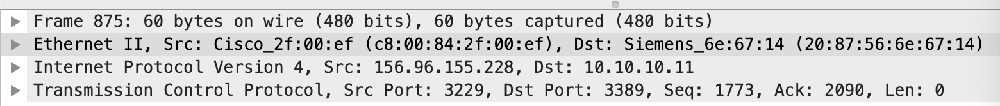 Frame 875: 60 bytes on wire (480 bits), 60 bytes captured (480 bits)
Ethernet II, Src: Cisco_2f:00:ef (c8:00:84:2f:00:ef), Dst: Siemens_6e:67:14 (20:87:56:6e:67:14)
Internet Protocol Version 4, Src: 156.96.155.228, Dst: 10.10.10.11
Transmission Control Protocol, Src Port: 3229, Dst Port: 3389, Seq: 1773, Ack: 2090, Len: 0